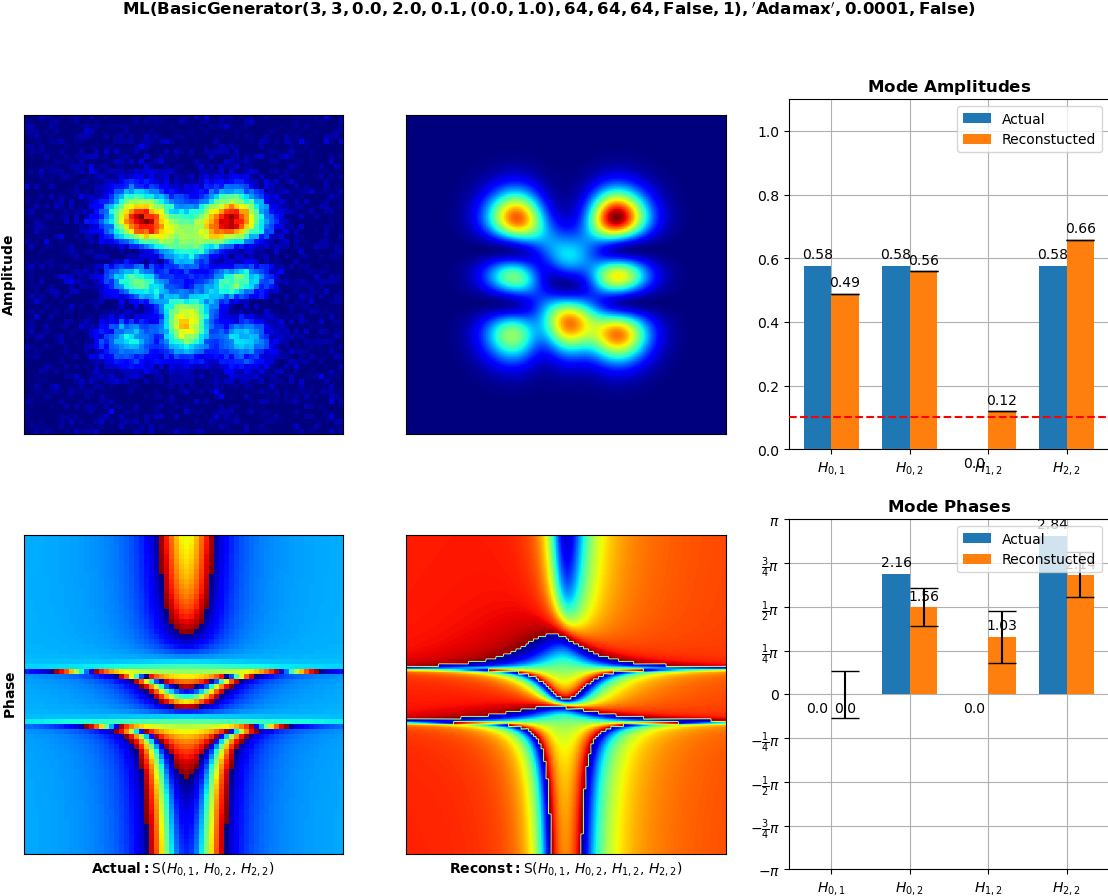 ML(BasicGenerator(3, 3, 0.0, 2.0, 0.1, (0.0, 1.0), 64, 64, 64, False, 1), 'Adamax', 0.0001, False)
Mode Amplitudes
Actual
Reconstucted
1.0
0.8
0.6
0.4
0.2
0.0
0.58
0.49
0.58
0.56
0.0
0.12
0.58
0.66
H₀,₁
H₀,₂
H₁,₂
H₂,₂
Amplitude
Mode Phases
Actual
Reconstucted
π
3/4π
1/2π
1/4π
0
−1/4π
−1/2π
−3/4π
−π
0.0
0.0
2.16
1.56
0.0
1.03
2.84
H₀,₁
H₀,₂
H₁,₂
H₂,₂
Phase
Actual: S(H₀,₁, H₀,₂, H₂,₂)
Reconst: S(H₀,₁, H₀,₂, H₁,₂, H₂,₂)